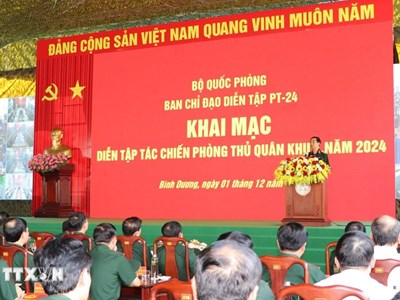 ĐẢNG CỘNG SẢN VIỆT NAM QUANG VINH MUÔN NĂM
BỘ QUỐC PHÒNG
BAN CHỈ ĐẠO DIỄN TẬP PT-24
KHAI MẠC
DIỄN TẬP TÁC CHIẾN PHÒNG THỦ QUÂN KHU NĂM 2024
Bình Dương, ngày 01 tháng 12 năm
TTXVN